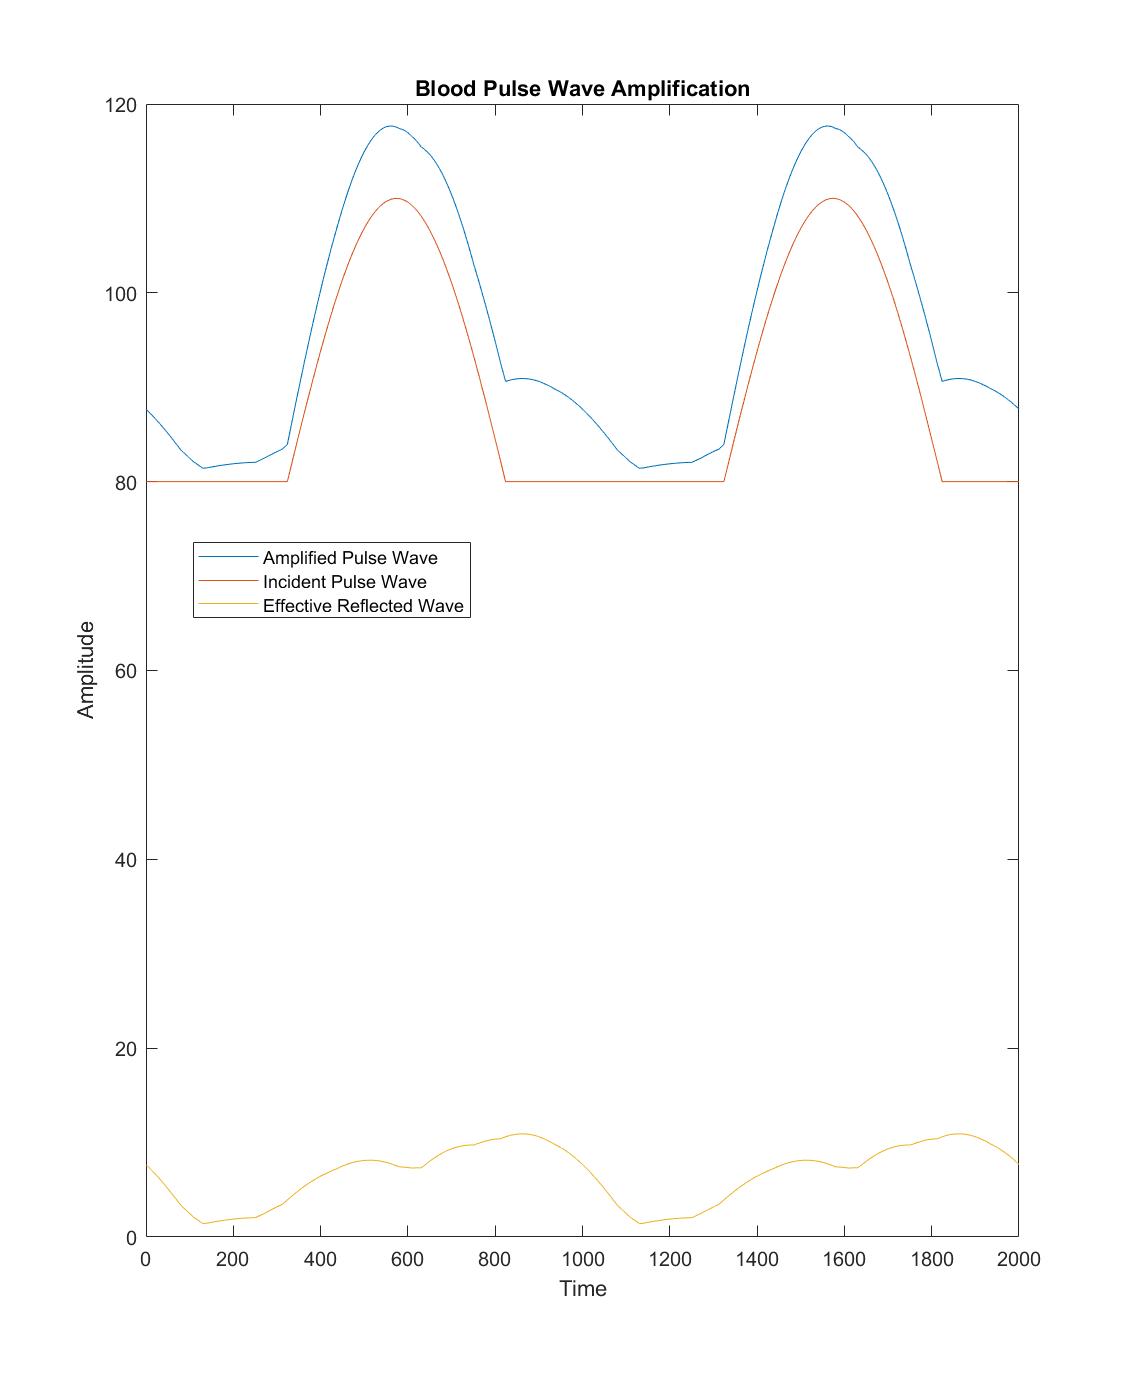 Blood Pulse Wave Amplification
120
100
80
60
40
20
0
Amplitude
Amplified Pulse Wave
Incident Pulse Wave
Effective Reflected Wave
0 200 400 600 800 1000 1200 1400 1600 1800 2000
Time